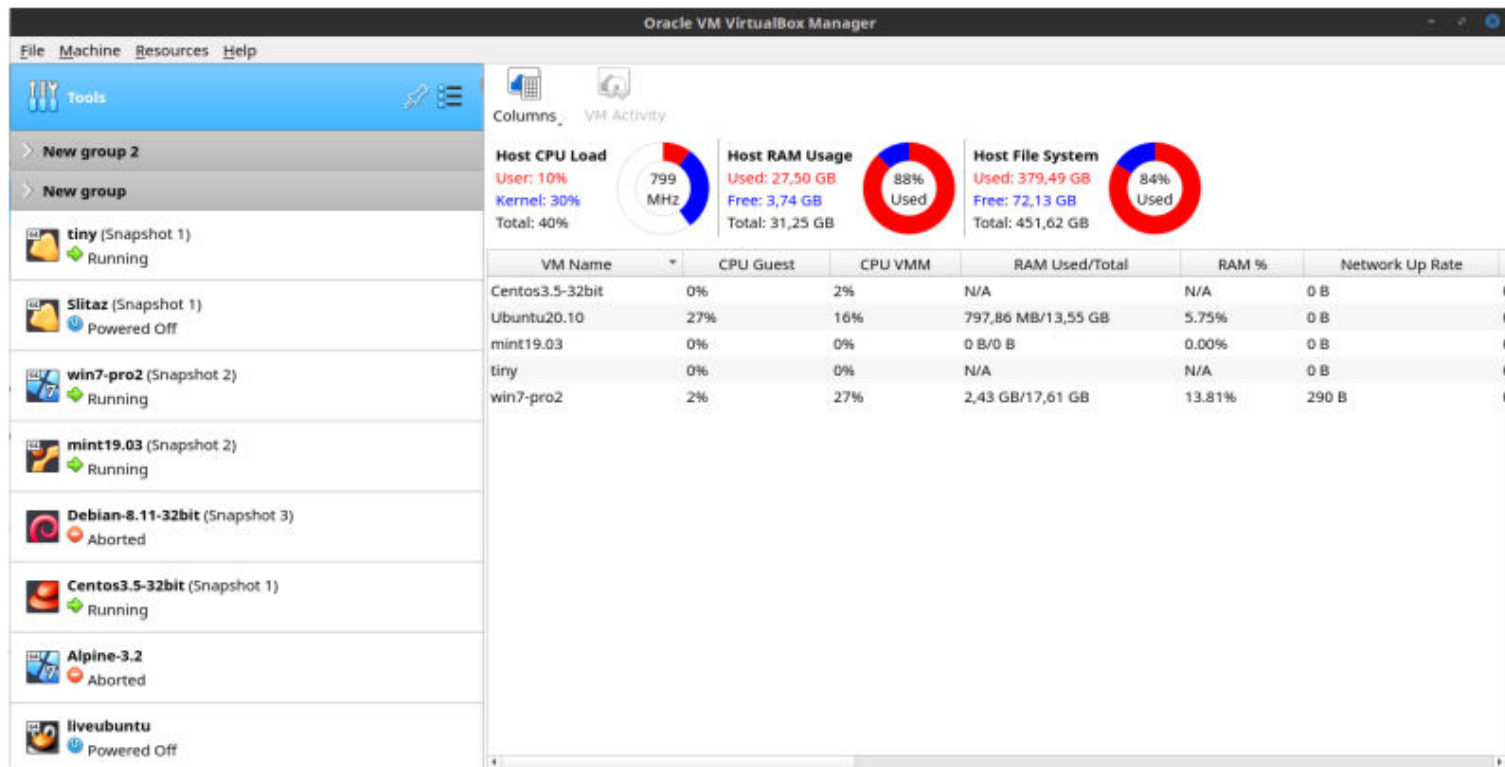 Oracle VM VirtualBox Manager
File Machine Resources Help
Tools
New group 2
New group
tiny (Snapshot 1)
Running
Slitaz (Snapshot 1)
Powered Off
win7-pro2 (Snapshot 2)
Running
mint19.03 (Snapshot 2)
Running
Debian-8.11-32bit (Snapshot 3)
Aborted
Centos3.5-32bit (Snapshot 1)
Running
Alpine-3.2
Aborted
liveubuntu
Powered Off
Columns VM Activity
Host CPU Load
User: 10%
Kernel: 30%
Total: 40%
799
MHz
Host RAM Usage
Used: 27,50 GB
Free: 3,74 GB
Total: 31,25 GB
88%
Used
Host File System
Used: 379,49 GB
Free: 72,13 GB
Total: 451,62 GB
84%
Used
VM Name CPU Guest CPU VMM RAM Used/Total RAM % Network Up Rate
Centos3.5-32bit 0% 2% N/A N/A 0 B
Ubuntu20.10 27% 16% 797,86 MB/13,55 GB 5.75% 0 B
mint19.03 0% 0% 0 B/0 B 0.00% 0 B
tiny 0% 0% N/A N/A 0 B
win7-pro2 2% 27% 2,43 GB/17,61 GB 13.81% 290 B